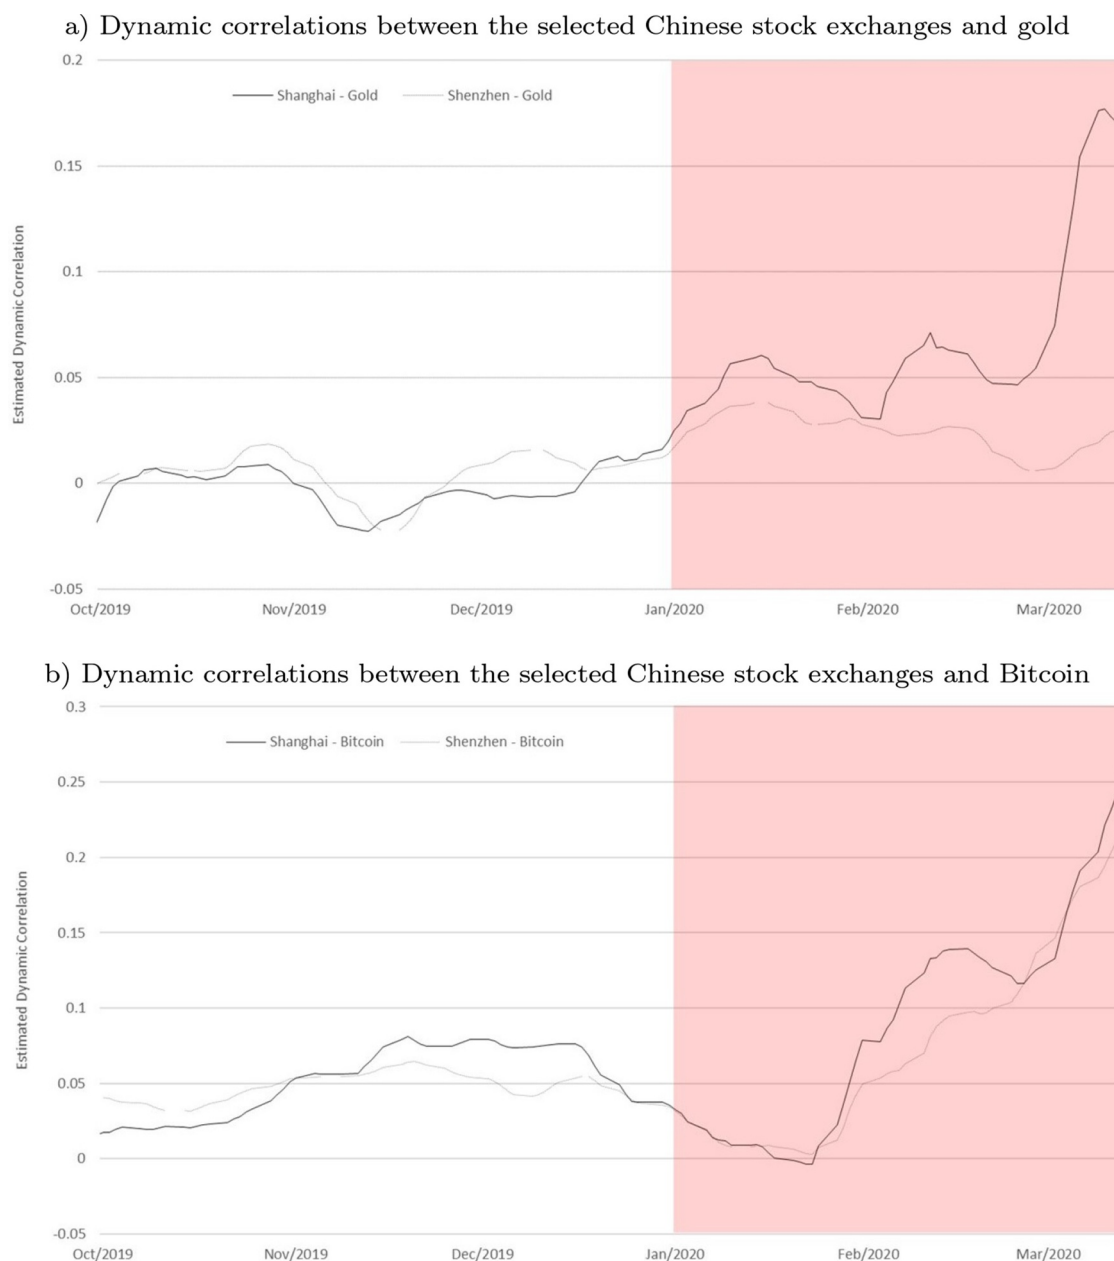 a) Dynamic correlations between the selected Chinese stock exchanges and gold
0.2
Shanghai - Gold Shenzhen - Gold
0.15
0.1
0.05
0
-0.05
Estimated Dynamic Correlation
Oct/2019 Nov/2019 Dec/2019 Jan/2020 Feb/2020 Mar/2020
b) Dynamic correlations between the selected Chinese stock exchanges and Bitcoin
0.3
Shanghai - Bitcoin Shenzhen - Bitcoin
0.25
0.2
0.15
0.1
0.05
0
-0.05
Estimated Dynamic Correlation
Oct/2019 Nov/2019 Dec/2019 Jan/2020 Feb/2020 Mar/2020